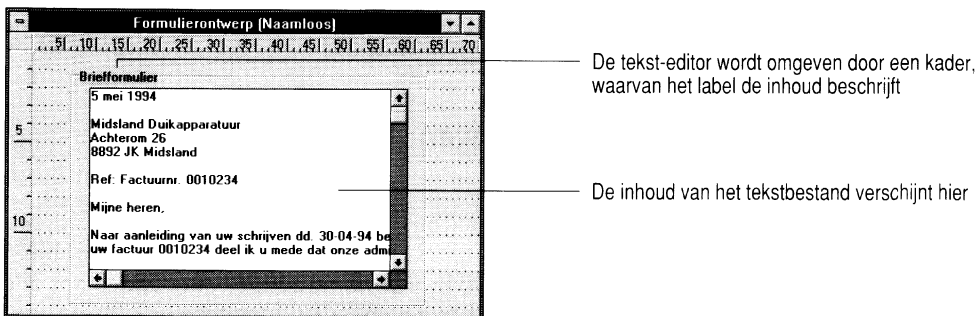 Formulierontwerp (Naamloos)
5 10 15 20 25 30 35 40 45 50 55 60 65 70
Briefformulier
5 mei 1994
Midsland Duikapparatuur
Achterom 26
8892 JK Midsland
Ref: Factuurnr. 0010234
Mijne heren,
Naar aanleiding van uw schrijven dd. 30-04-94 be
uw factuur 0010234 deel ik u mede dat onze admi
5
10
De tekst-editor wordt omgeven door een kader,
waarvan het label de inhoud beschrijft
De inhoud van het tekstbestand verschijnt hier